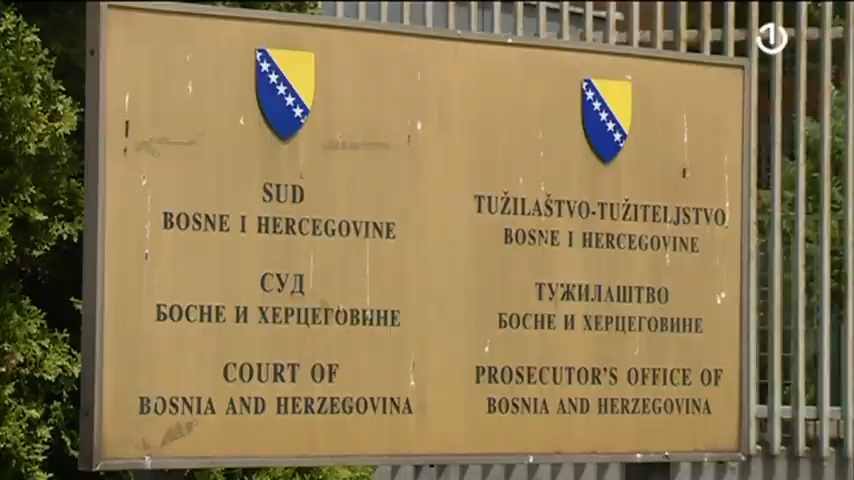 SUD
BOSNE I HERCEGOVINE
СУД
БОСНЕ И ХЕРЦЕГОВИНЕ
COURT OF
BOSNIA AND HERZEGOVINA
TUŽILAŠTVO-TUŽITELJSTVO
BOSNE I HERCEGOVINE
ТУЖИЛАШТВО
БОСНЕ И ХЕРЦЕГОВИНЕ
PROSECUTOR'S OFFICE OF
BOSNIA AND HERZEGOVINA
1